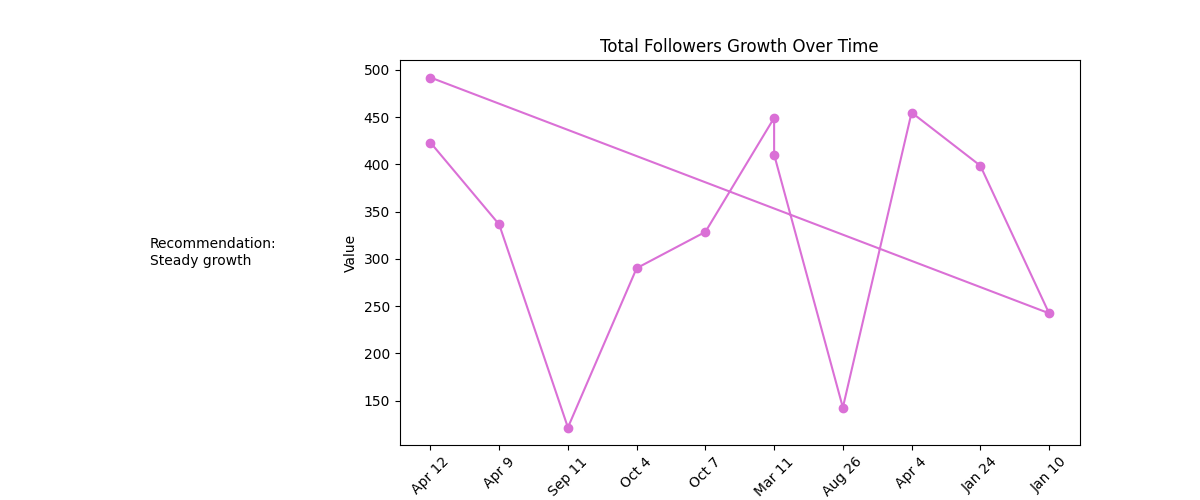 Total Followers Growth Over Time
Recommendation:
Steady growth
Value
500
450
400
350
300
250
200
150
Apr 12
Apr 9
Sep 11
Oct 4
Oct 7
Mar 11
Aug 26
Apr 4
Jan 24
Jan 10